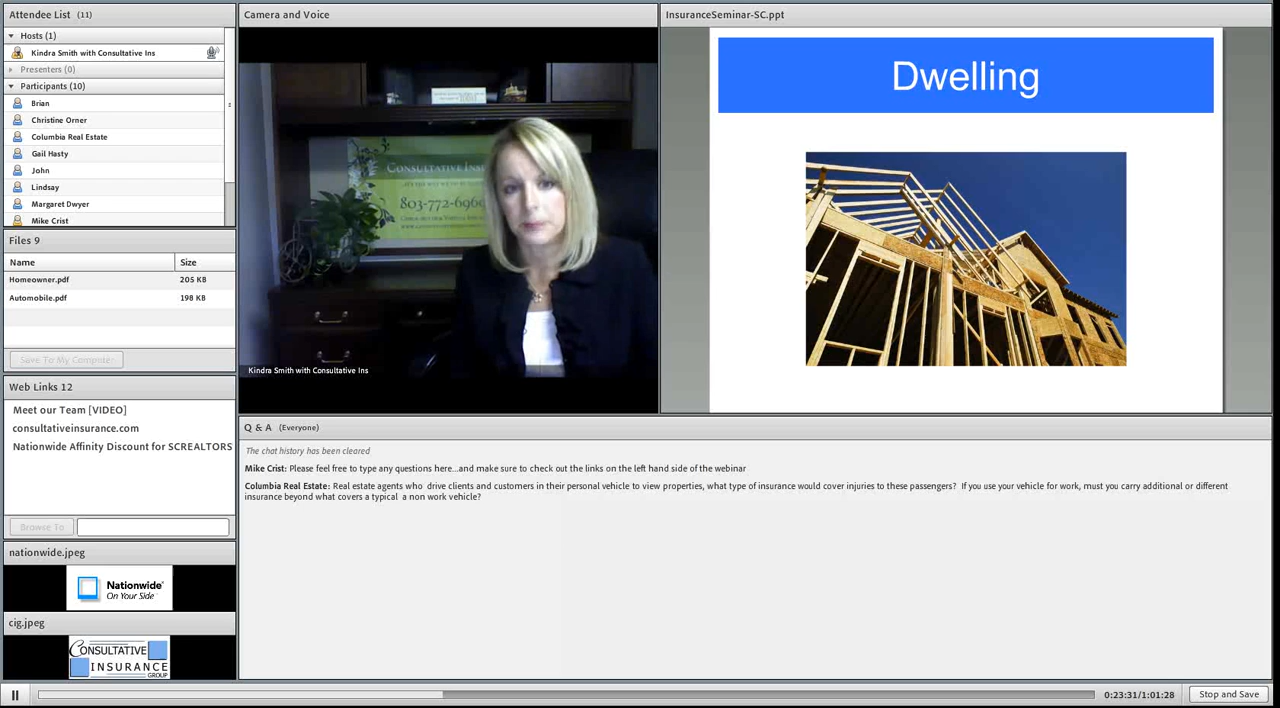 Attendee List (11)
Hosts (1)
Kindra Smith with Consultative Ins
Presenters (0)
Participants (10)
Brian
Christine Orner
Columbia Real Estate
Gail Hasty
John
Lindsay
Margaret Dwyer
Mike Crist
Files 9
Name Size
Homeowner.pdf 205 KB
Automobile.pdf 198 KB
Save To My Computer
Web Links 12
Meet our Team [VIDEO]
consultativeinsurance.com
Nationwide Affinity Discount for SCREALTORS
Browse To
nationwide.jpeg
Nationwide®
On Your Side™
cig.jpeg
CONSULTATIVE
INSURANCE
GROUP
Camera and Voice
CONSULTATIVE INS
803-772-696
Kindra Smith with Consultative Ins
InsuranceSeminar-SC.ppt
Dwelling
Q & A (Everyone)
The chat history has been cleared
Mike Crist: Please feel free to type any questions here...and make sure to check out the links on the left hand side of the webinar
Columbia Real Estate: Real estate agents who drive clients and customers in their personal vehicle to view properties, what type of insurance would cover injuries to these passengers? If you use your vehicle for work, must you carry additional or different
insurance beyond what covers a typical a non work vehicle?
0:23:31/1:01:28
Stop and Save